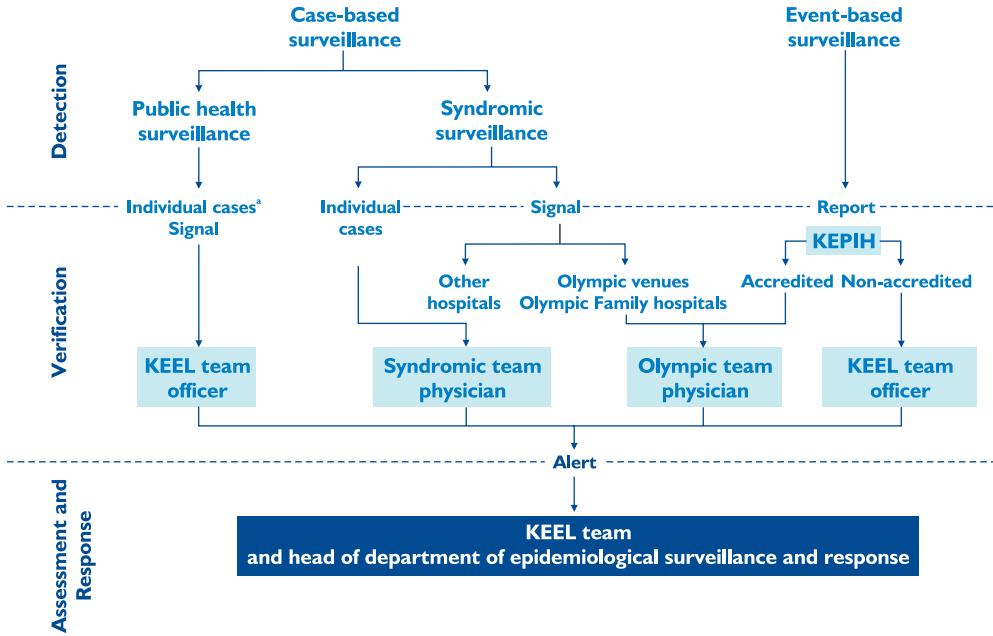 Case-based
surveillance
Event-based
surveillance
Detection
Public health
surveillance
Syndromic
surveillance
Individual casesª
Signal
Individual
cases
Signal
Report
KEPIH
Verification
Other
hospitals
Olympic venues
Olympic Family hospitals
Accredited
Non-accredited
KEEL team
officer
Syndromic team
physician
Olympic team
physician
KEEL team
officer
Alert
Assessment and
Response
KEEL team
and head of department of epidemiological surveillance and response